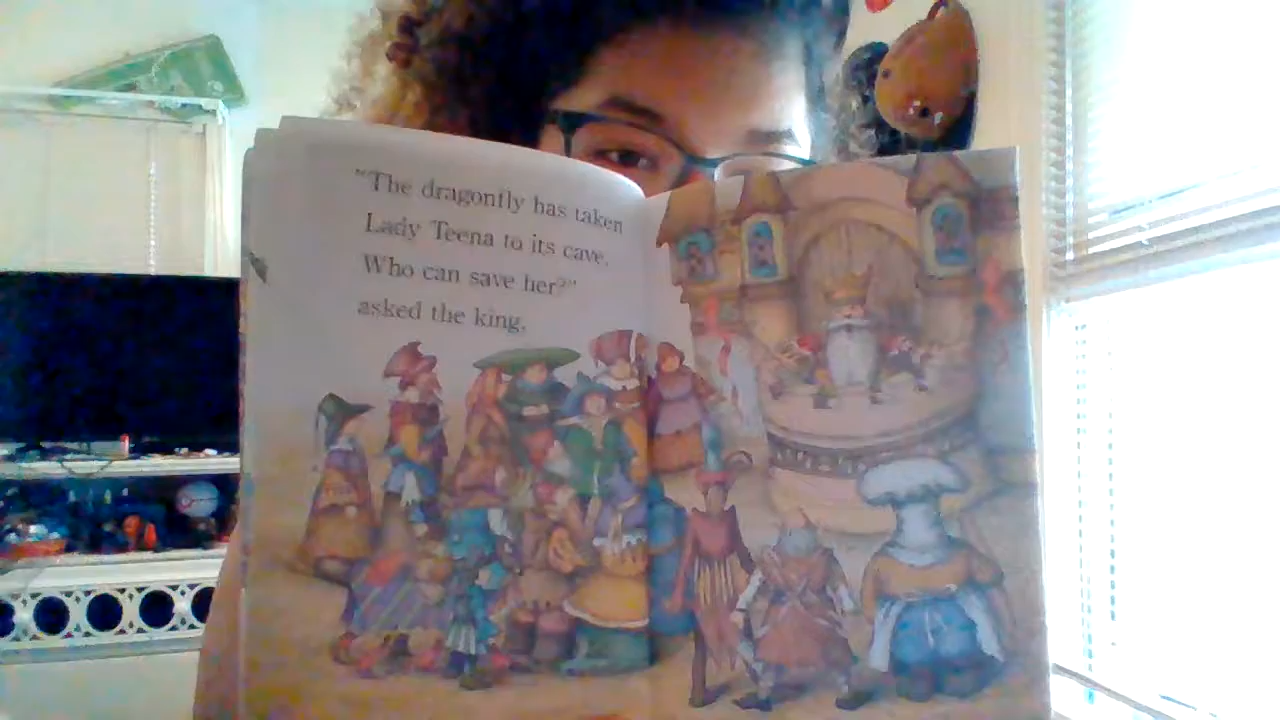 "The dragonfly has taken
Lady Teena to its cave.
Who can save her?"
asked the king.